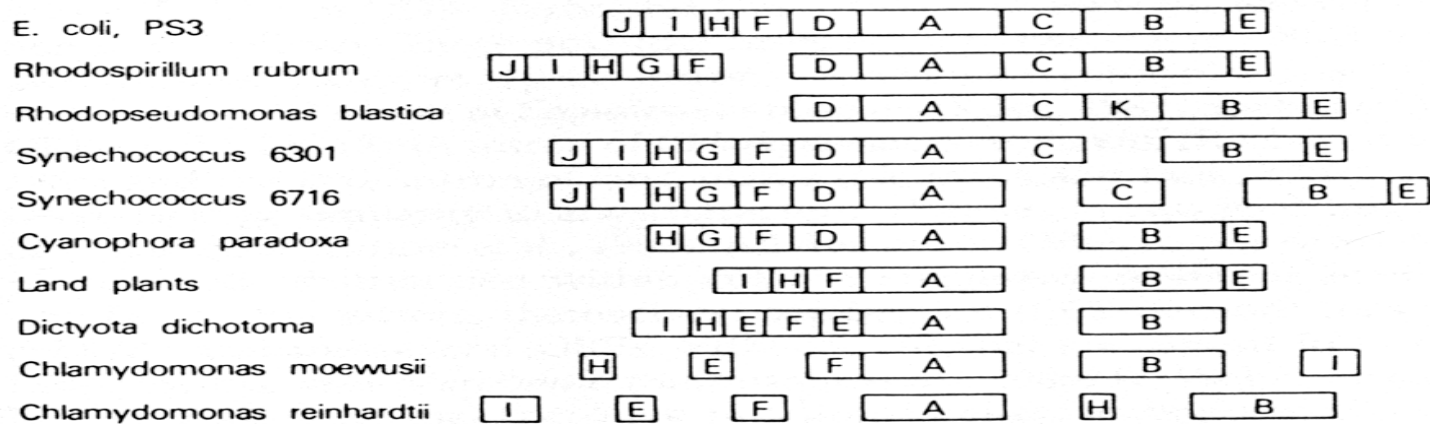 E. coli, PS3 J I H F D A C B E
Rhodospirillum rubrum J I H G F D A C B E
Rhodopseudomonas blastica D A C K B E
Synechococcus 6301 J I H G F D A C B E
Synechococcus 6716 J I H G F D A C B E
Cyanophora paradoxa H G F D A B E
Land plants I H F A B E
Dictyota dichotoma I H E F E A B
Chlamydomonas moewusii H E F A B I
Chlamydomonas reinhardtii I E F A H B